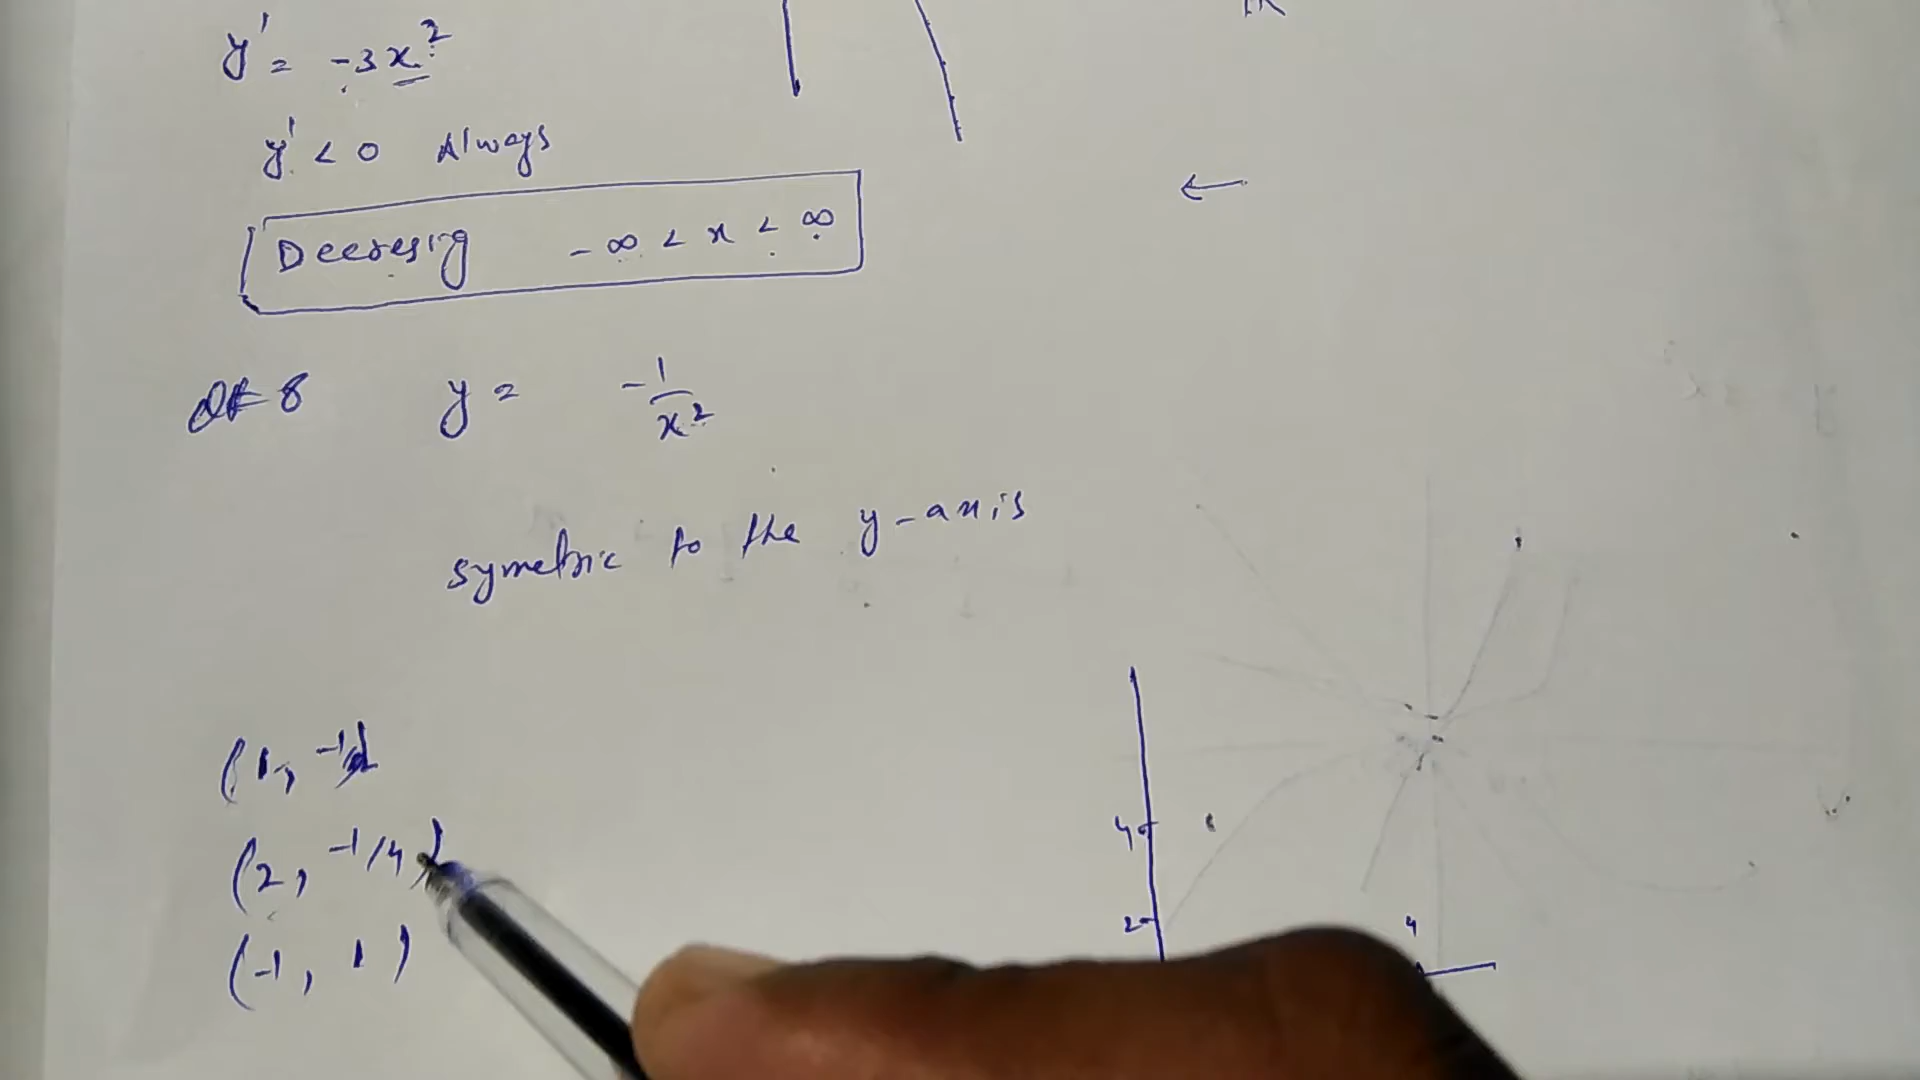 y' = -3x²
y' < 0 Always
Decresing -∞ < x < ∞
8 y = -1/x²
symetric to the y-axis
(1, -1
(2, -1/4)
(-1, 1)
4
2
4